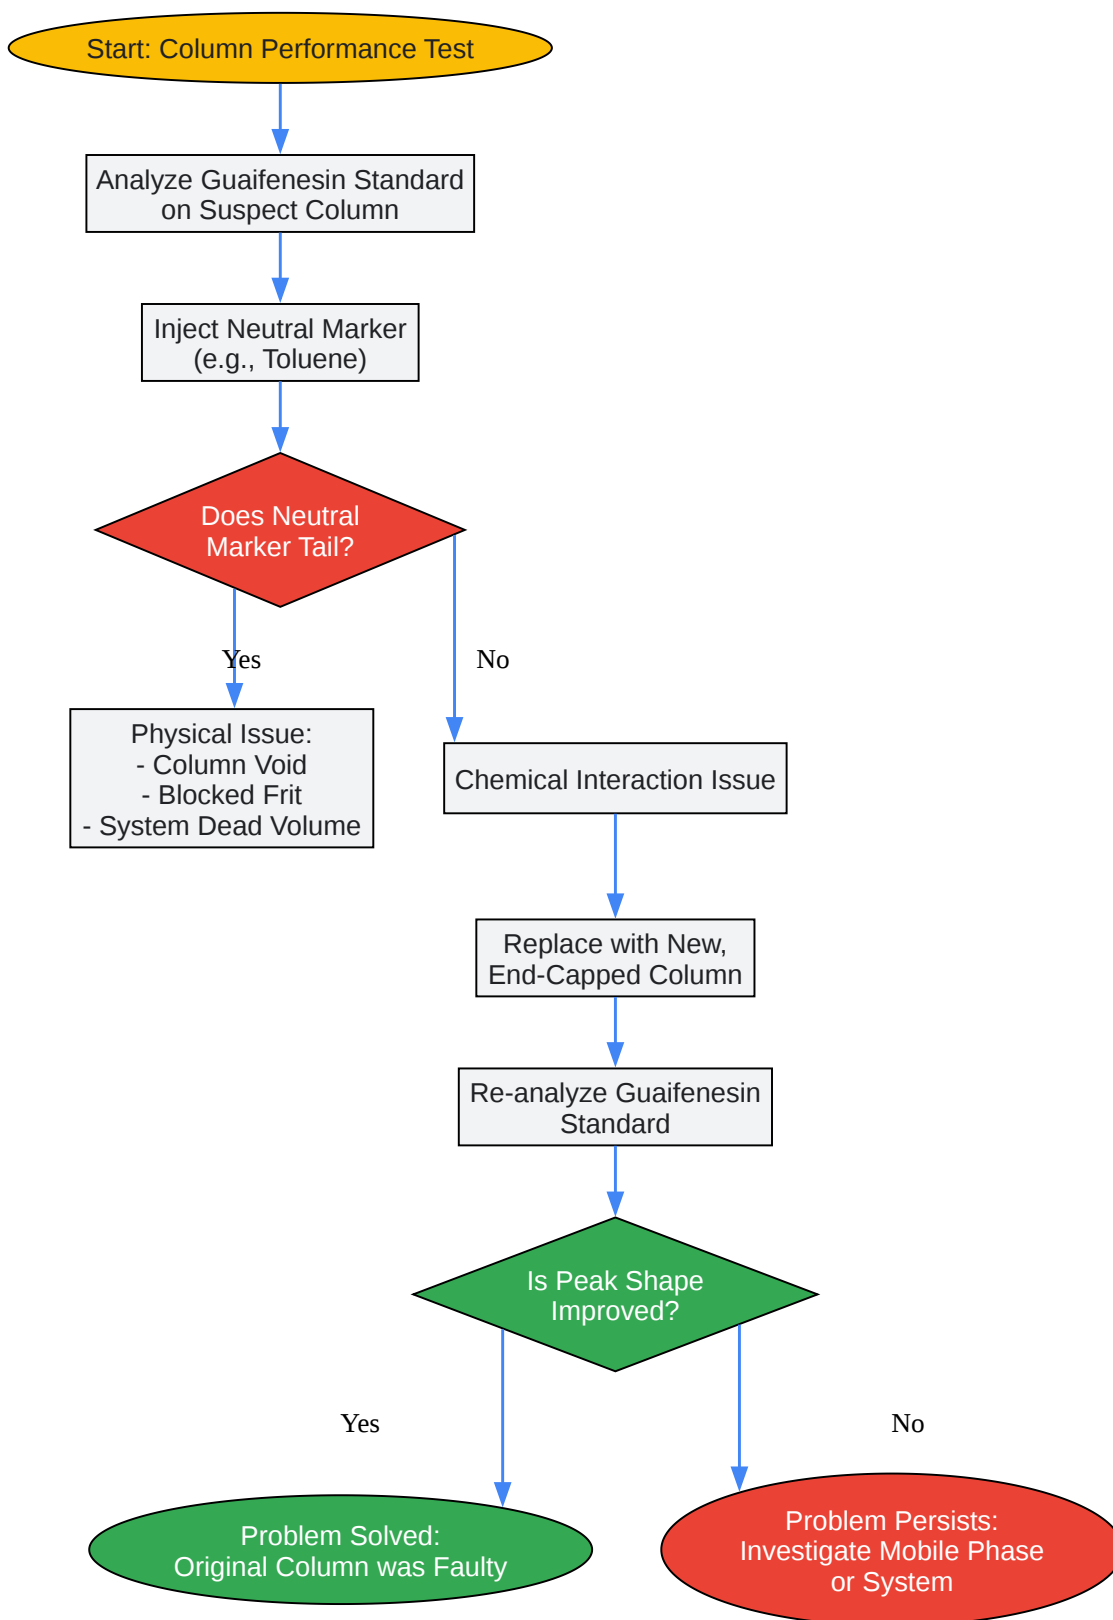 Start: Column Performance Test
Analyze Guaifenesin Standard
on Suspect Column
Inject Neutral Marker
(e.g., Toluene)
Does Neutral
Marker Tail?
Yes
No
Physical Issue:
- Column Void
- Blocked Frit
- System Dead Volume
Chemical Interaction Issue
Replace with New,
End-Capped Column
Re-analyze Guaifenesin
Standard
Is Peak Shape
Improved?
Yes
No
Problem Solved:
Original Column was Faulty
Problem Persists:
Investigate Mobile Phase
or System